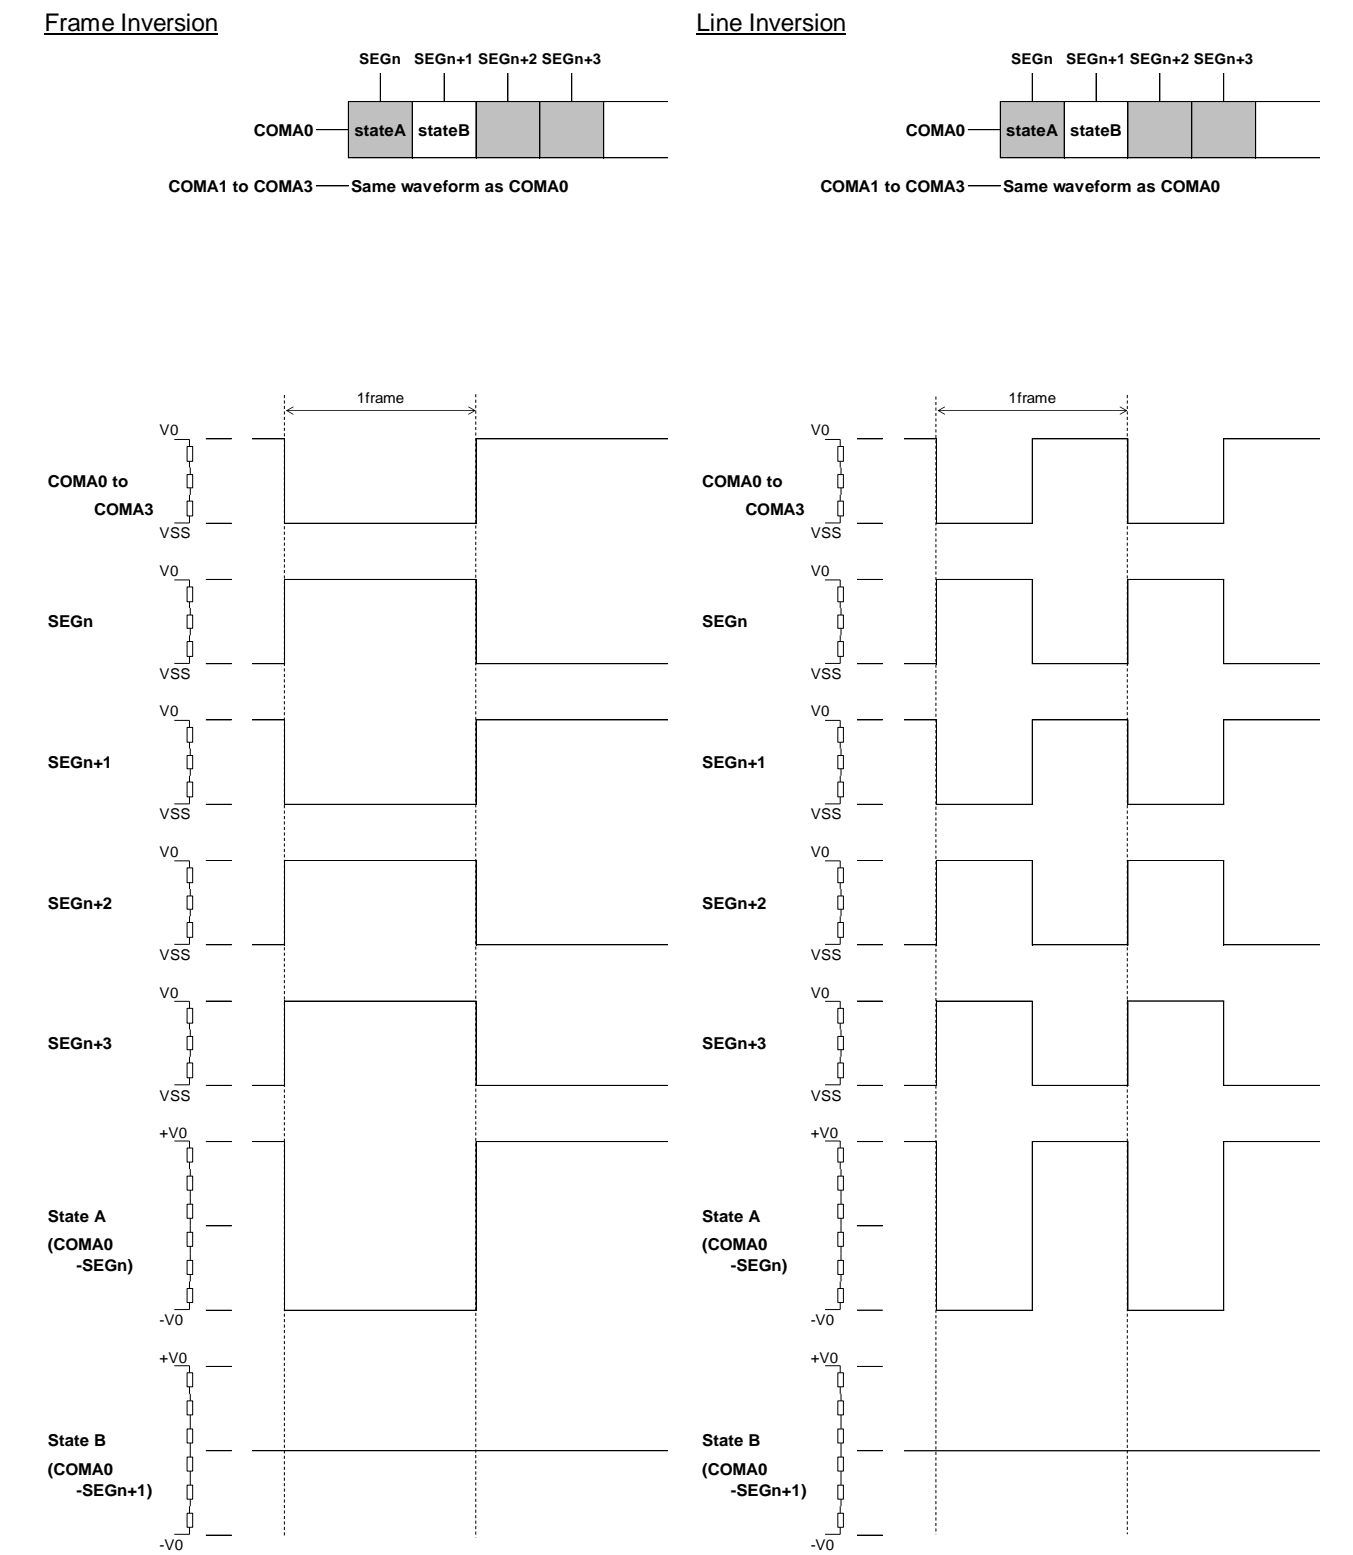 Frame Inversion
SEGn SEGn+1 SEGn+2 SEGn+3
COMA0
stateA stateB
COMA1 to COMA3 Same waveform as COMA0
1frame
V0
COMA0 to
COMA3
VSS
V0
SEGn
VSS
V0
SEGn+1
VSS
V0
SEGn+2
VSS
V0
SEGn+3
VSS
+V0
State A
(COMA0
-SEGn)
-V0
+V0
State B
(COMA0
-SEGn+1)
-V0
Line Inversion
SEGn SEGn+1 SEGn+2 SEGn+3
COMA0
stateA stateB
COMA1 to COMA3 Same waveform as COMA0
1frame
V0
COMA0 to
COMA3
VSS
V0
SEGn
VSS
V0
SEGn+1
VSS
V0
SEGn+2
VSS
V0
SEGn+3
VSS
+V0
State A
(COMA0
-SEGn)
-V0
+V0
State B
(COMA0
-SEGn+1)
-V0